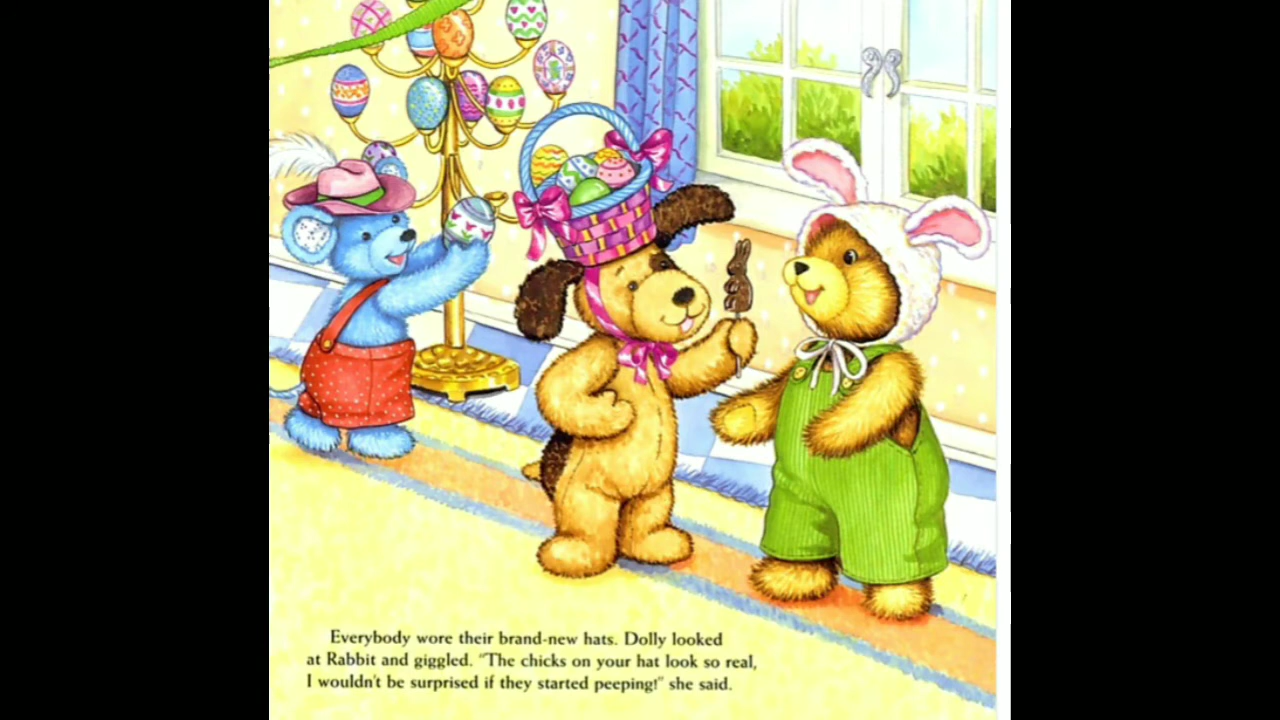 Everybody wore their brand-new hats. Dolly looked
at Rabbit and giggled. "The chicks on your hat look so real,
I wouldn't be surprised if they started peeping!" she said.